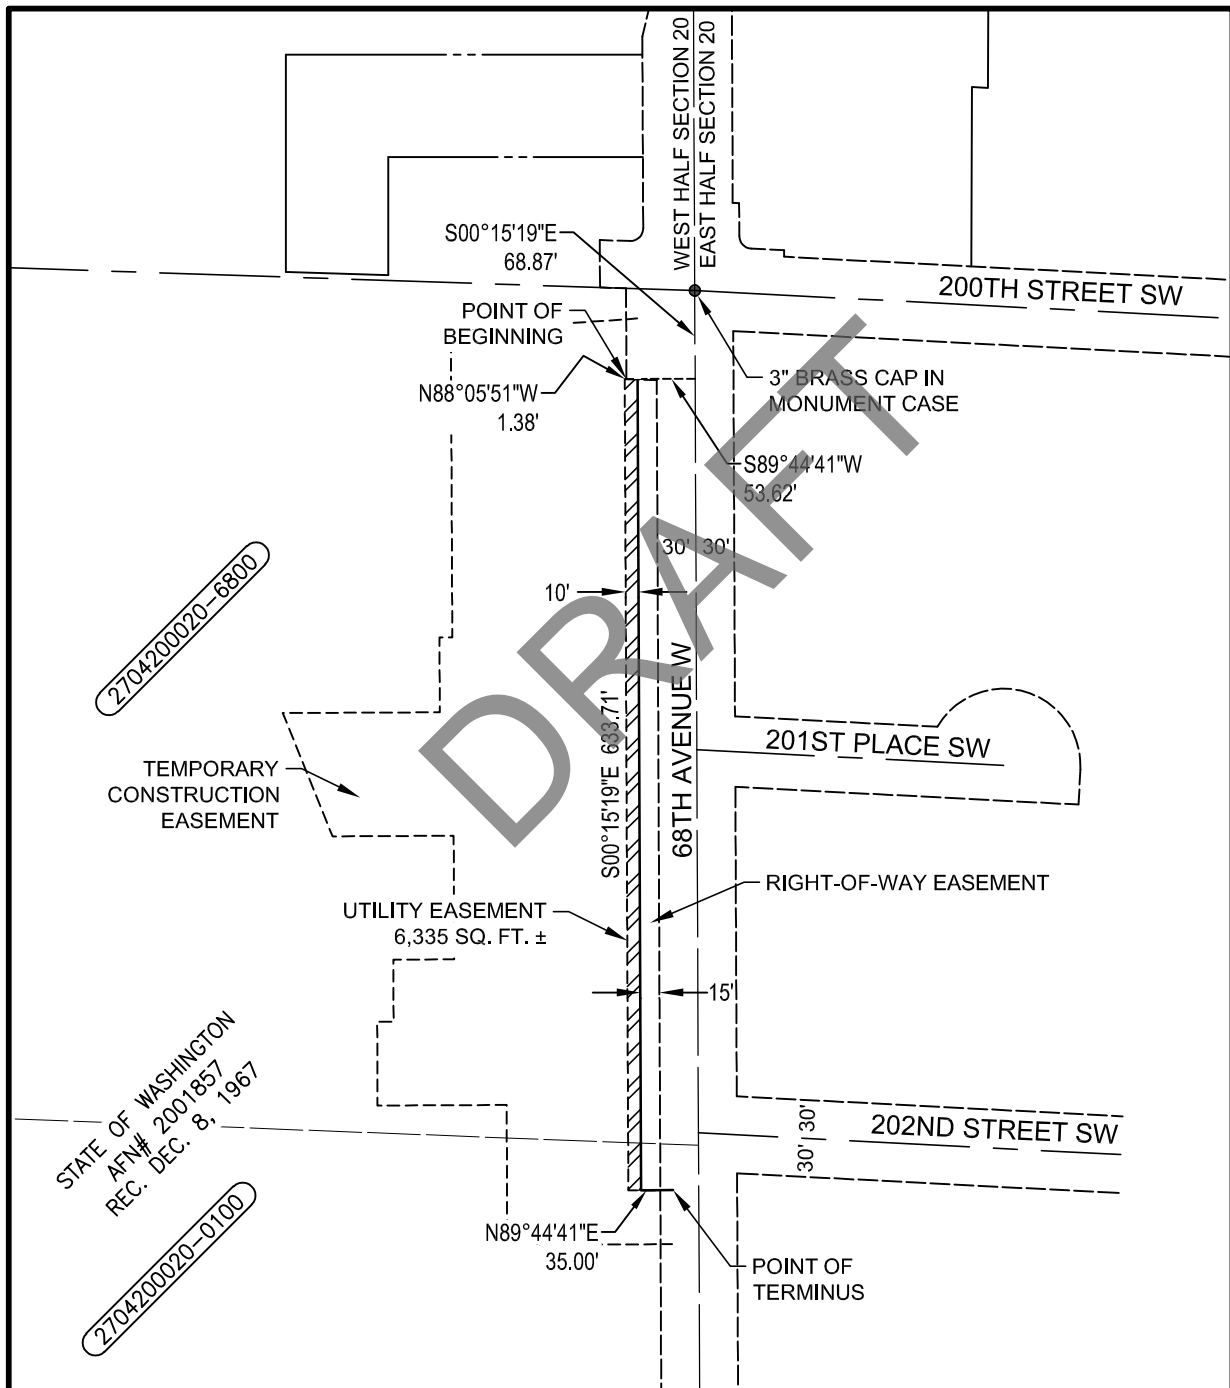 WEST HALF SECTION 20
EAST HALF SECTION 20
S00°15'19"E
68.87'
200TH STREET SW
POINT OF
BEGINNING
N88°05'51"W
1.38'
3" BRASS CAP IN
MONUMENT CASE
S89°44'41"W
53.62'
30' 30'
10'
2704200020-6800
DRAFT
S00°15'19"E 633.71'
68TH AVENUE W
201ST PLACE SW
TEMPORARY
CONSTRUCTION
EASEMENT
RIGHT-OF-WAY EASEMENT
UTILITY EASEMENT
6,335 SQ. FT. ±
15'
STATE OF WASHINGTON
AFN# 2001857
REC. DEC. 8, 1967
202ND STREET SW
30' 30'
2704200020-0100
N89°44'41"E
35.00'
POINT OF
TERMINUS